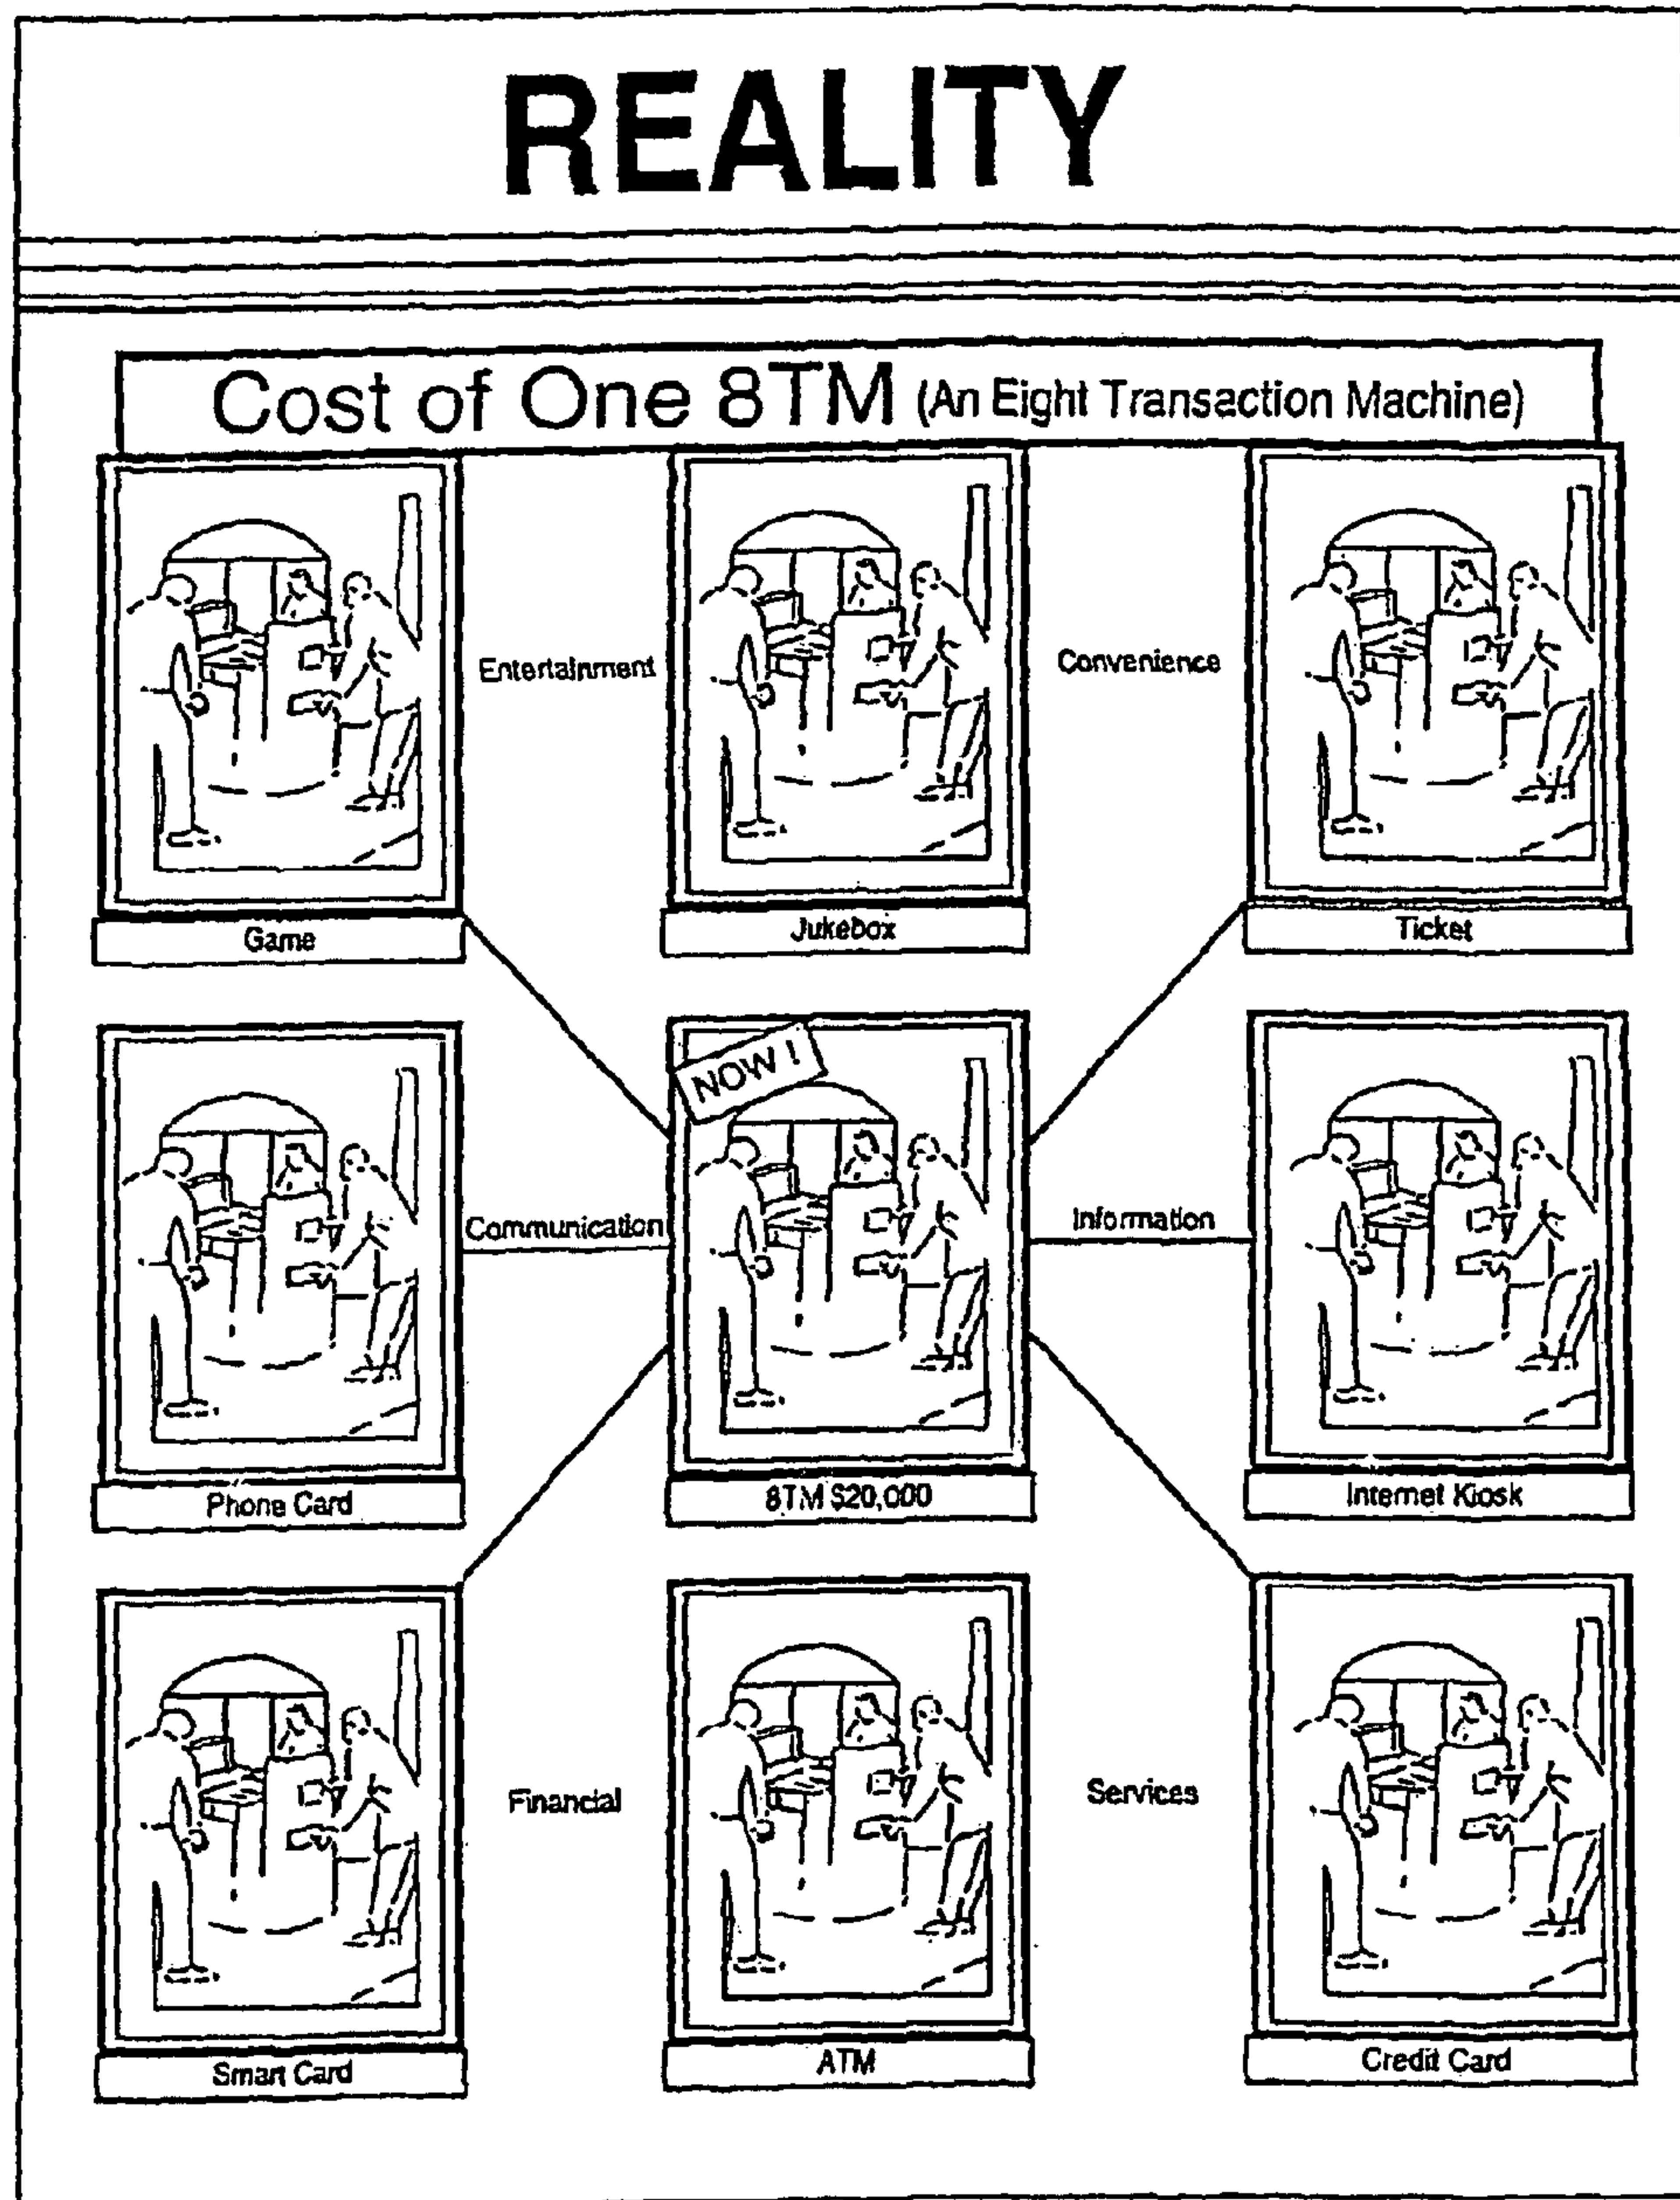 REALITY
Cost of One 8TM (An Eight Transaction Machine)
Entertainment
Convenience
Game
Jukebox
Ticket
NOW !
Communication
Information
Phone Card
8TM $20,000
Internet Kiosk
Financial
Services
Smart Card
ATM
Credit Card